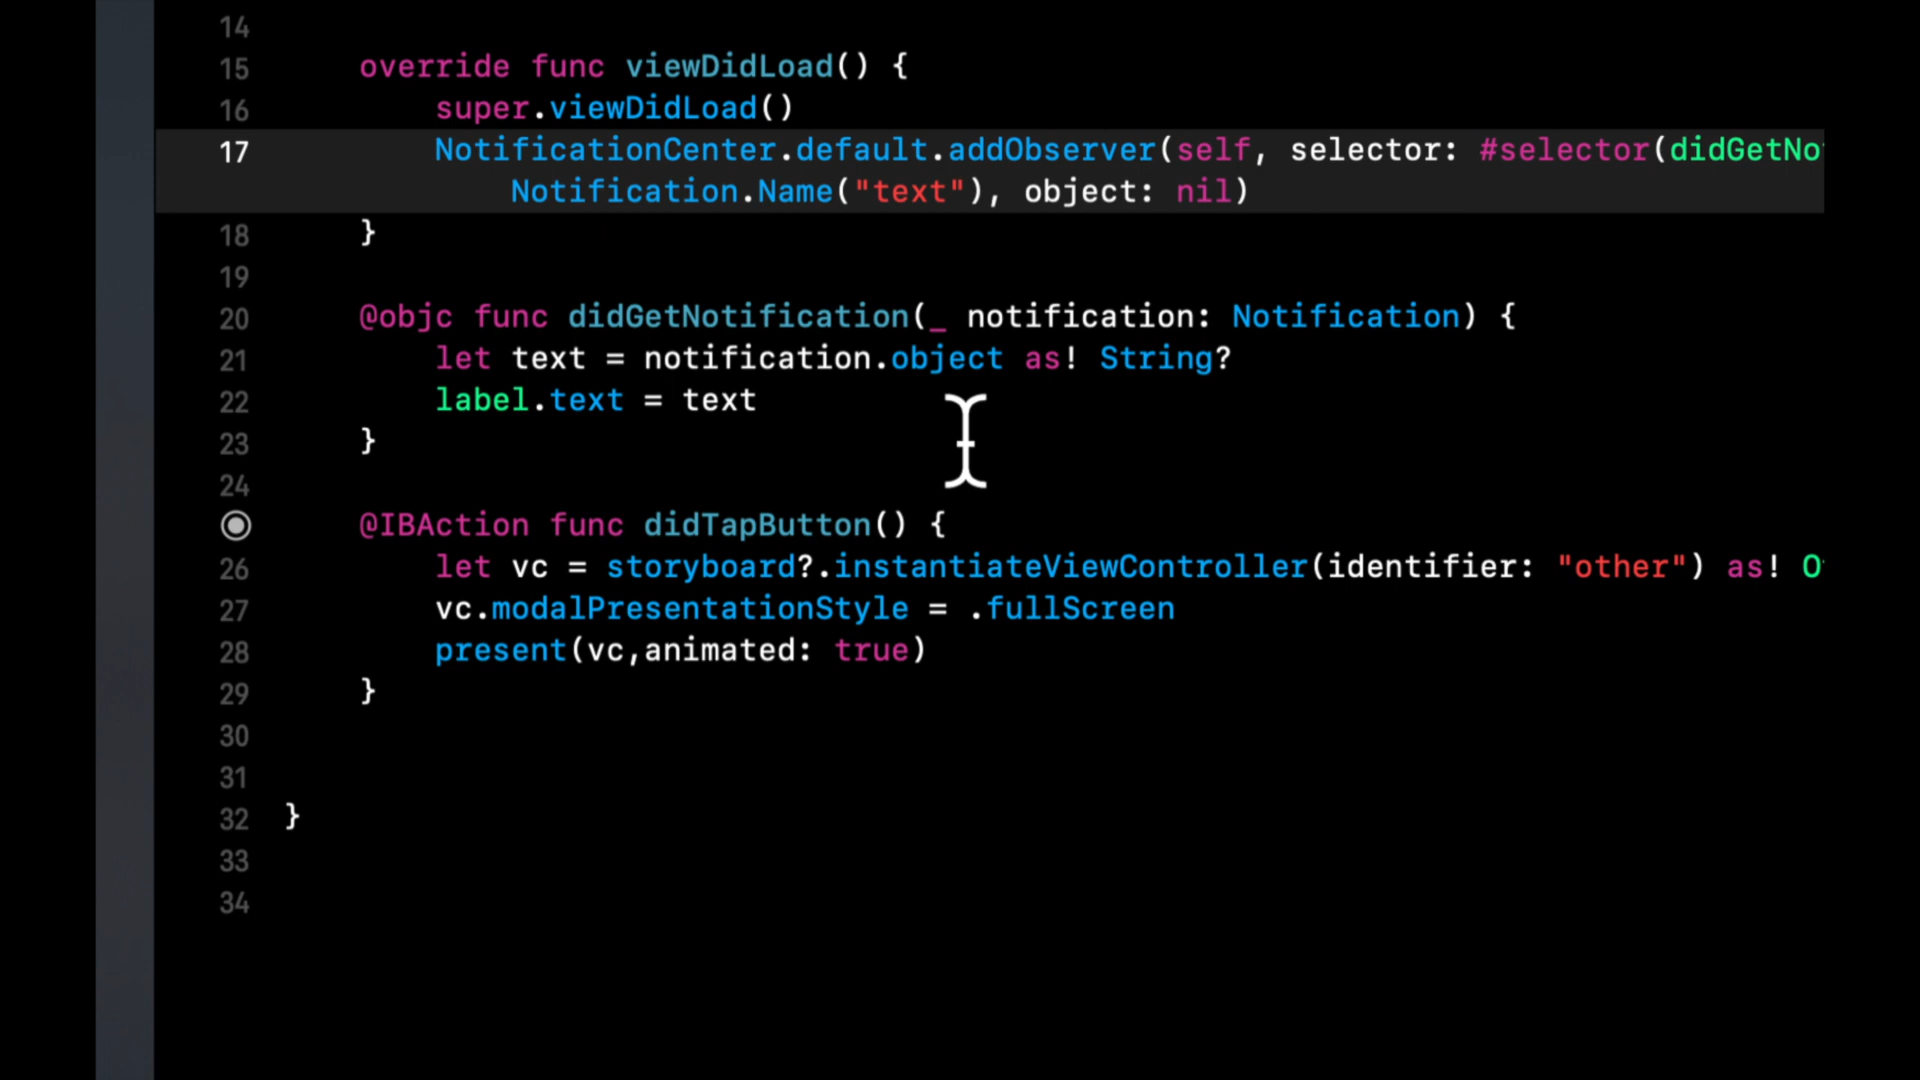 14
15 override func viewDidLoad() {
16 super.viewDidLoad()
17 NotificationCenter.default.addObserver(self, selector: #selector(didGetNo
Notification.Name("text"), object: nil)
18 }
19
20 @objc func didGetNotification(_ notification: Notification) {
21 let text = notification.object as! String?
22 label.text = text
23 }
24
@IBAction func didTapButton() {
26 let vc = storyboard?.instantiateViewController(identifier: "other") as! O
27 vc.modalPresentationStyle = .fullScreen
28 present(vc,animated: true)
29 }
30
31
32 }
33
34